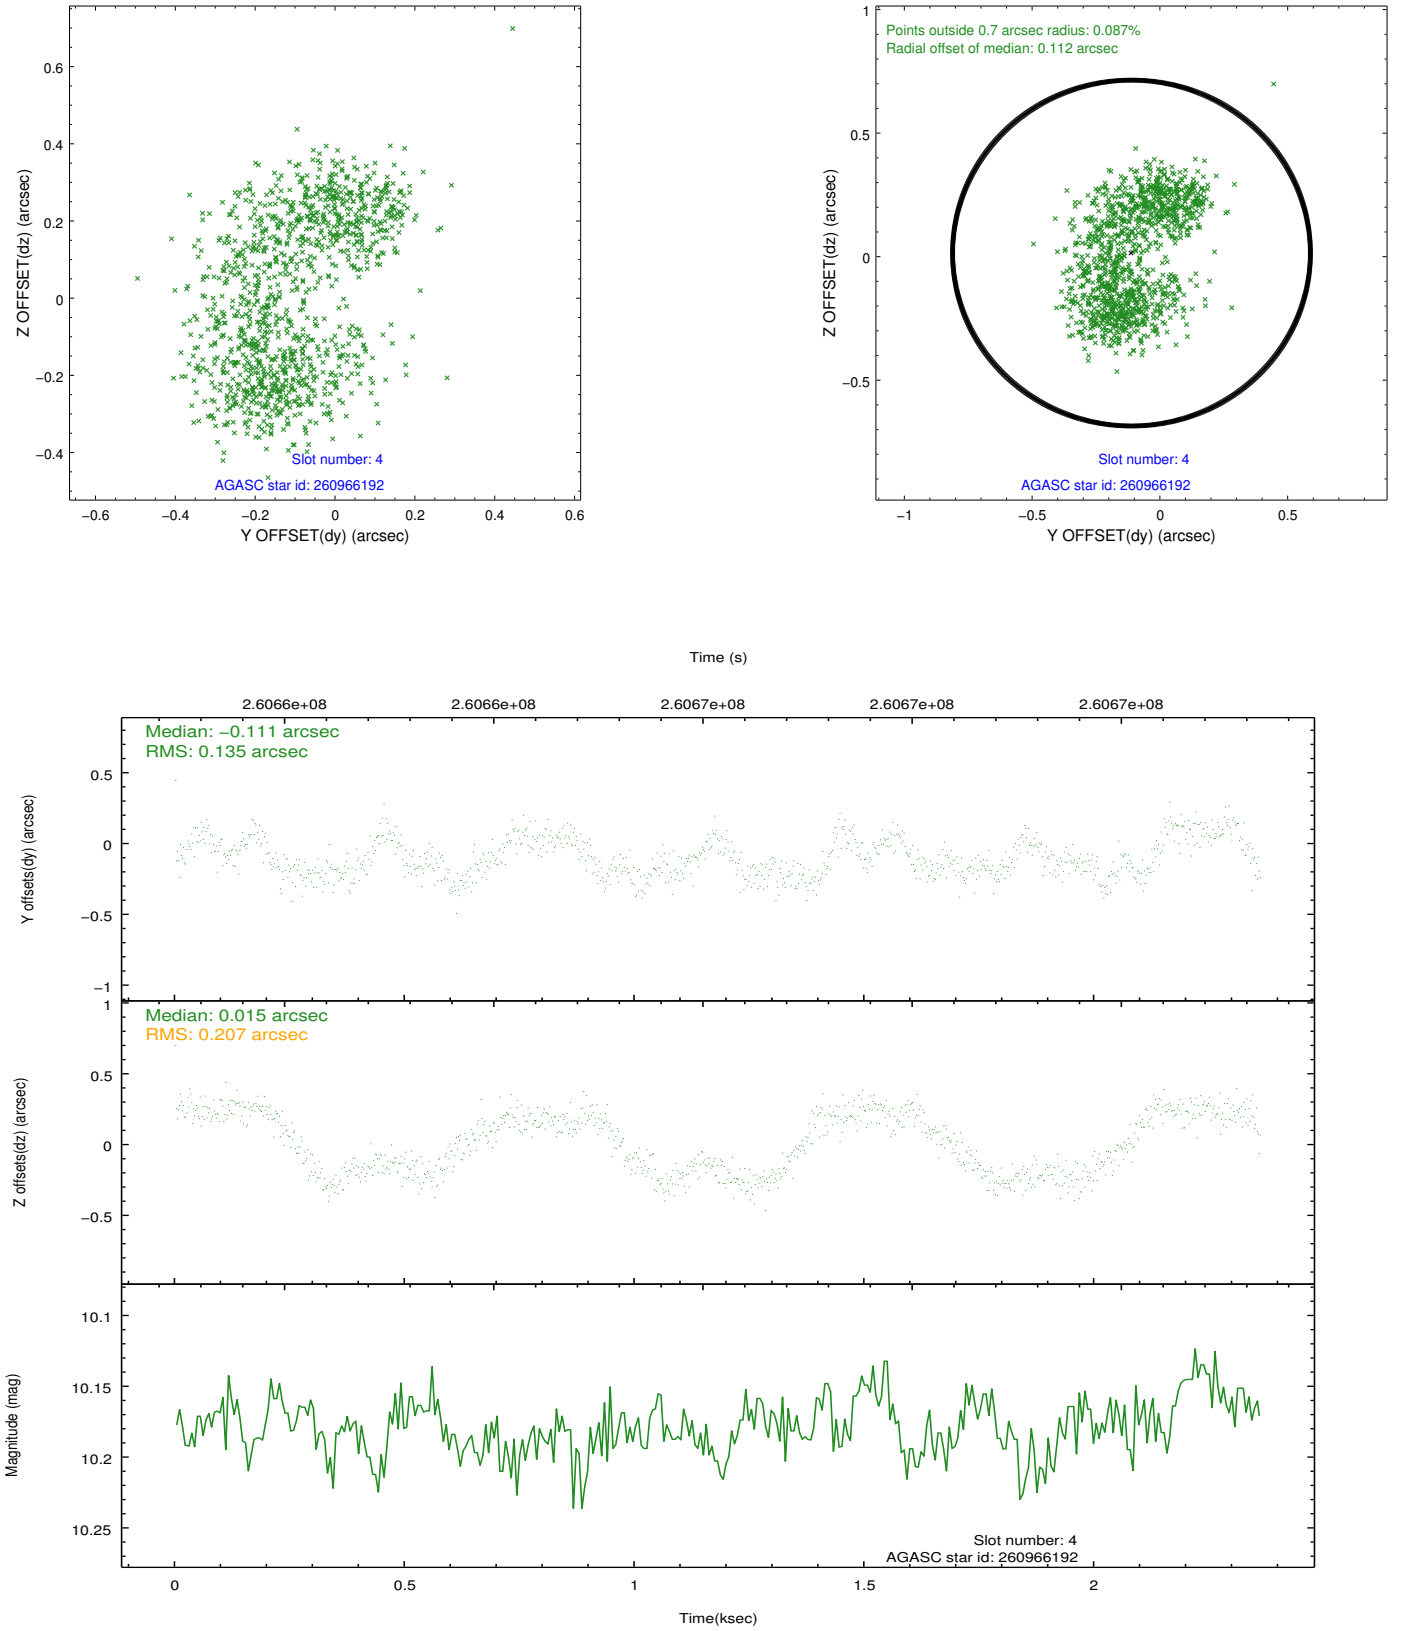 0.6
0.4
0.2
0
−0.2
−0.4
−0.6
−0.4
−0.2
0
0.2
0.4
0.6
Z OFFSET(dz) (arcsec)
Y OFFSET(dy) (arcsec)
Slot number: 4
AGASC star id: 260966192
Points outside 0.7 arcsec radius: 0.087%
Radial offset of median: 0.112 arcsec
1
0.5
0
−0.5
−1
−0.5
0
0.5
Z OFFSET(dz) (arcsec)
Y OFFSET(dy) (arcsec)
Slot number: 4
AGASC star id: 260966192
Time (s)
2.6066e+08
2.6066e+08
2.6067e+08
2.6067e+08
2.6067e+08
Median: −0.111 arcsec
RMS: 0.135 arcsec
0.5
0
−0.5
−1
Y offsets(dy) (arcsec)
Median: 0.015 arcsec
RMS: 0.207 arcsec
1
0.5
0
−0.5
Z offsets(dz) (arcsec)
10.1
10.15
10.2
10.25
Magnitude (mag)
Slot number: 4
AGASC star id: 260966192
0
0.5
1
1.5
2
Time(ksec)